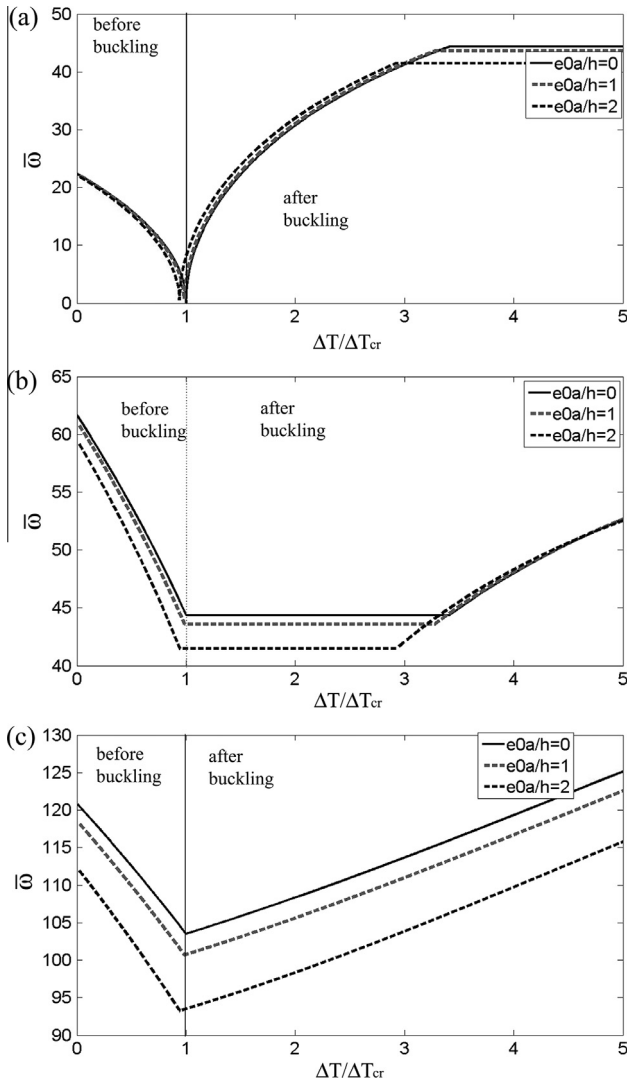 (a)
before
buckling
50
40
30
20
10
0
ω̅
e0a/h=0
e0a/h=1
e0a/h=2
after
buckling
0 1 2 3 4 5
ΔT/ΔTcr
(b)
65
60
55
50
45
40
ω̅
before
buckling
after
buckling
e0a/h=0
e0a/h=1
e0a/h=2
0 1 2 3 4 5
ΔT/ΔTcr
(c)
130
125
120
115
110
105
100
95
90
ω̅
before
buckling
after
buckling
e0a/h=0
e0a/h=1
e0a/h=2
0 1 2 3 4 5
ΔT/ΔTcr